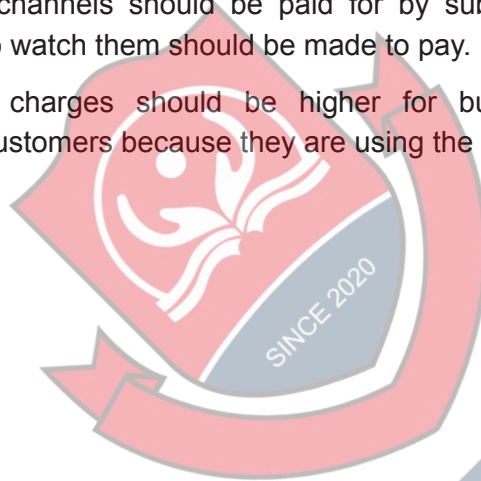 channels should be paid for by sub
o watch them should be made to pay.
charges should be higher for bu
ustomers because they are using the
SINCE 2020